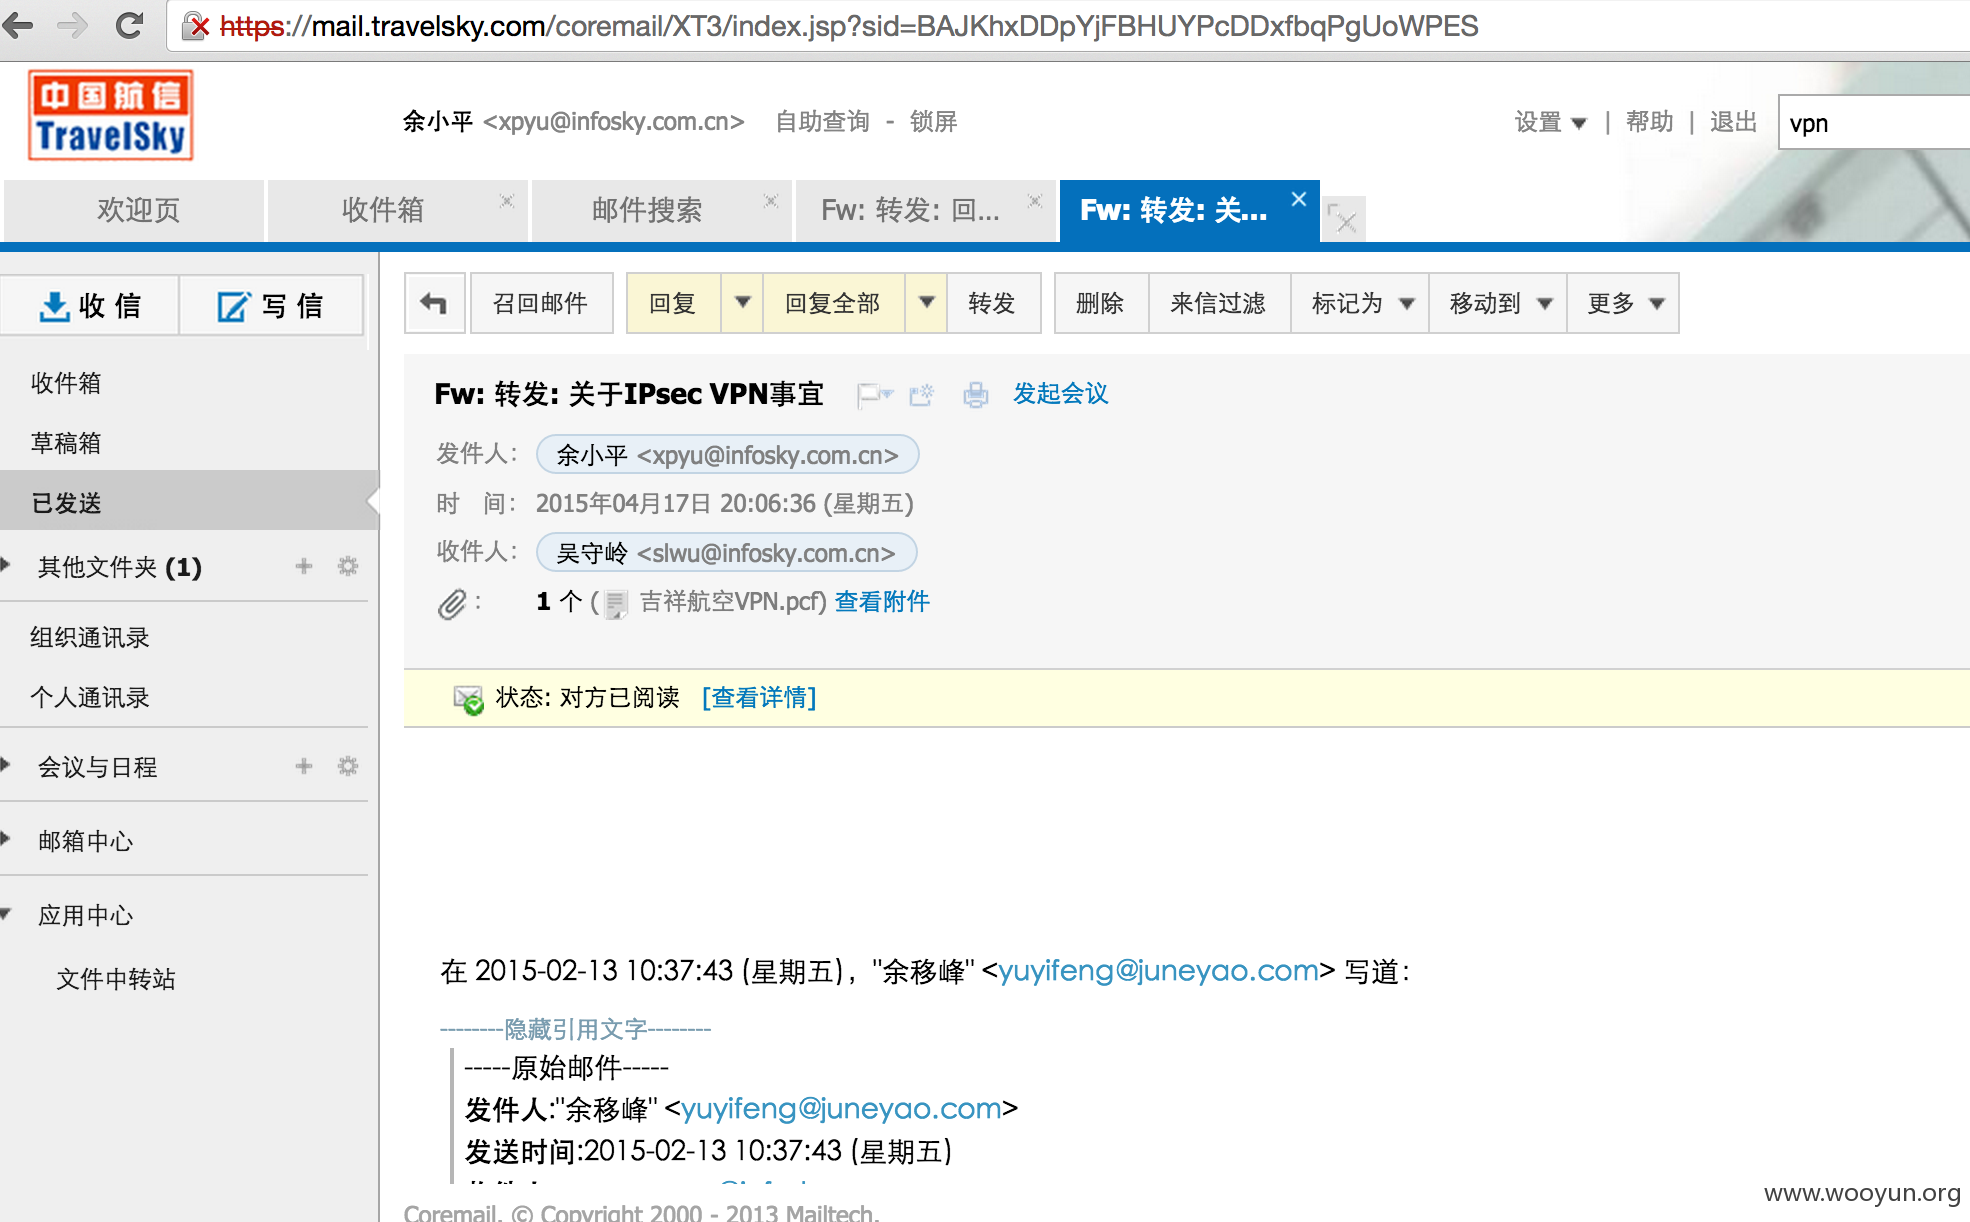 https://mail.travelsky.com/coremail/XT3/index.jsp?sid=BAJKhxDDpYjFBHUYPcDDxfbqPgUoWPES
中国航信
TravelSky
余小平 <xpyu@infosky.com.cn> 自助查询 - 锁屏
设置 | 帮助 | 退出
vpn
欢迎页
收件箱
邮件搜索
Fw: 转发: 回...
Fw: 转发: 关...
收 信
写 信
召回邮件
回复
回复全部
转发
删除
来信过滤
标记为
移动到
更多
收件箱
草稿箱
已发送
其他文件夹 (1)
组织通讯录
个人通讯录
会议与日程
邮箱中心
应用中心
文件中转站
Fw: 转发: 关于IPsec VPN事宜
发起会议
发件人: 余小平 <xpyu@infosky.com.cn>
时 间: 2015年04月17日 20:06:36 (星期五)
收件人: 吴守岭 <slwu@infosky.com.cn>
: 1 个 ( 吉祥航空VPN.pcf) 查看附件
状态: 对方已阅读 [查看详情]
在 2015-02-13 10:37:43 (星期五)，"余移峰" <yuyifeng@juneyao.com> 写道：
--------隐藏引用文字--------
-----原始邮件-----
发件人:"余移峰" <yuyifeng@juneyao.com>
发送时间:2015-02-13 10:37:43 (星期五)
Coremail. © Copyright 2000 - 2013 Mailtech.
www.wooyun.org